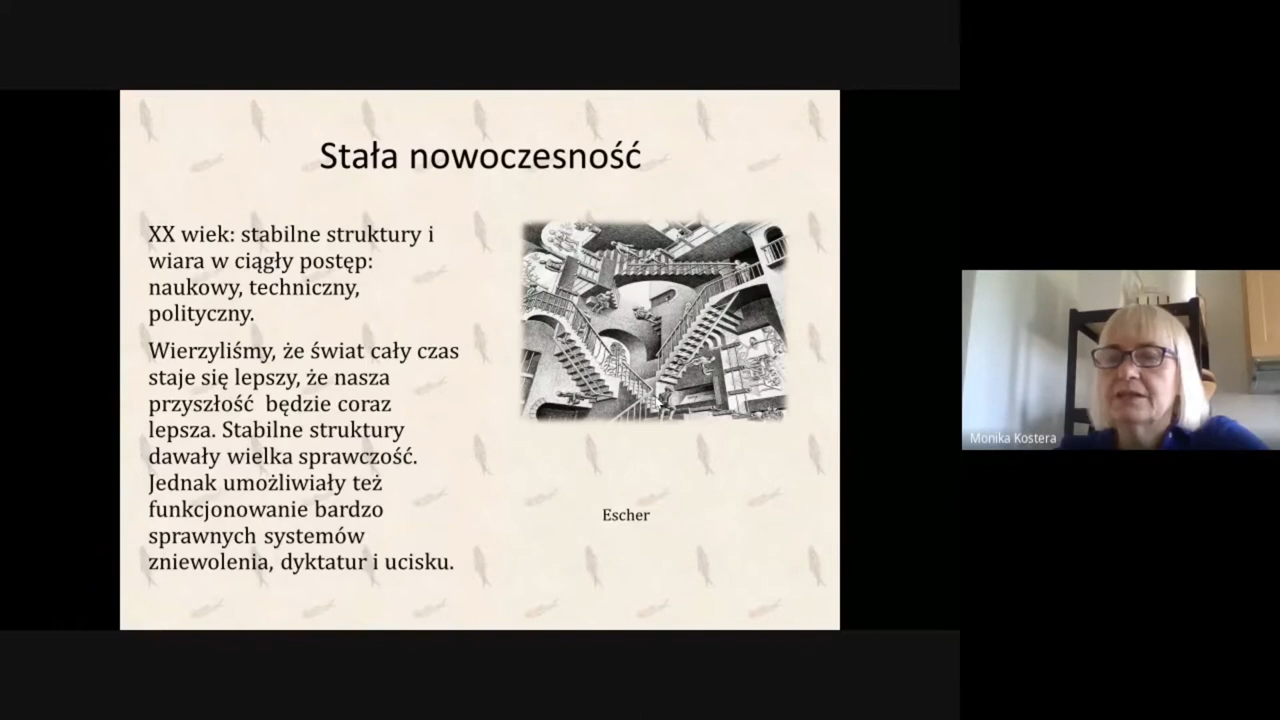 Stała nowoczesność
XX wiek: stabilne struktury i
wiara w ciągły postęp:
naukowy, techniczny,
polityczny.
Wierzyliśmy, że świat cały czas
staje się lepszy, że nasza
przyszłość będzie coraz
lepsza. Stabilne struktury
dawały wielka sprawczość.
Jednak umożliwiały też
funkcjonowanie bardzo
sprawnych systemów
zniewolenia, dyktatur i ucisku.
Escher
Monika Kostera